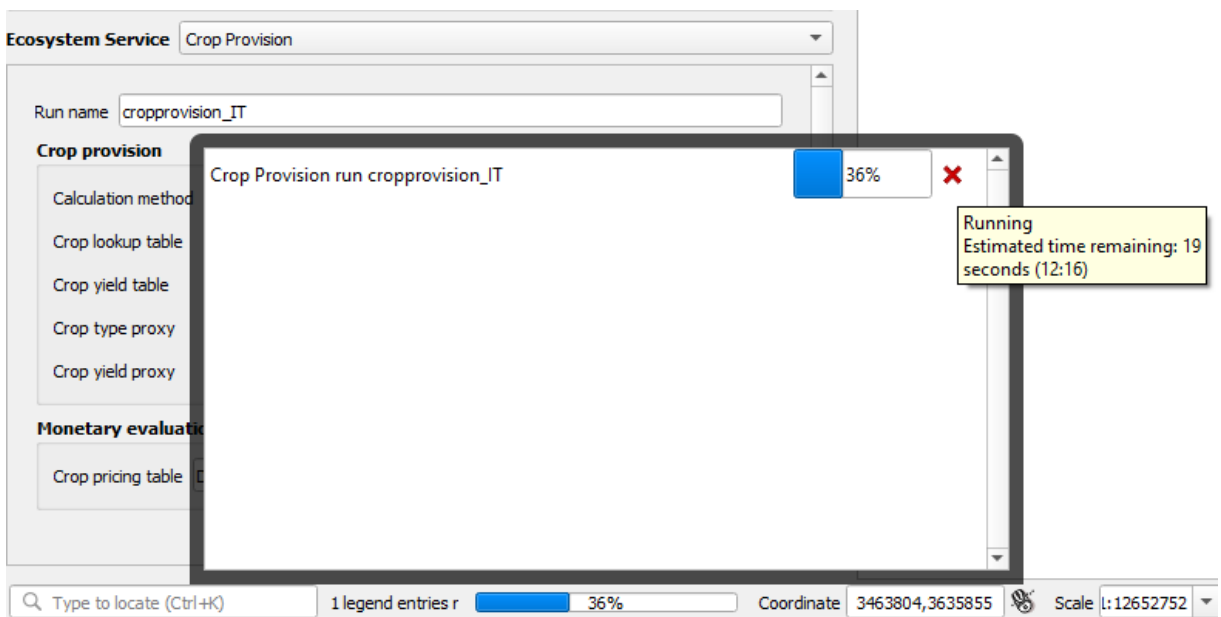 Ecosystem Service Crop Provision
Run name cropprovision_IT
Crop provision
Crop Provision run cropprovision_IT 36%
Calculation method
Running
Estimated time remaining: 19
seconds (12:16)
Crop lookup table
Crop yield table
Crop type proxy
Crop yield proxy
Monetary evaluatio
Crop pricing table
Type to locate (Ctrl+K) 1 legend entries r 36% Coordinate 3463804,3635855 Scale 1:12652752